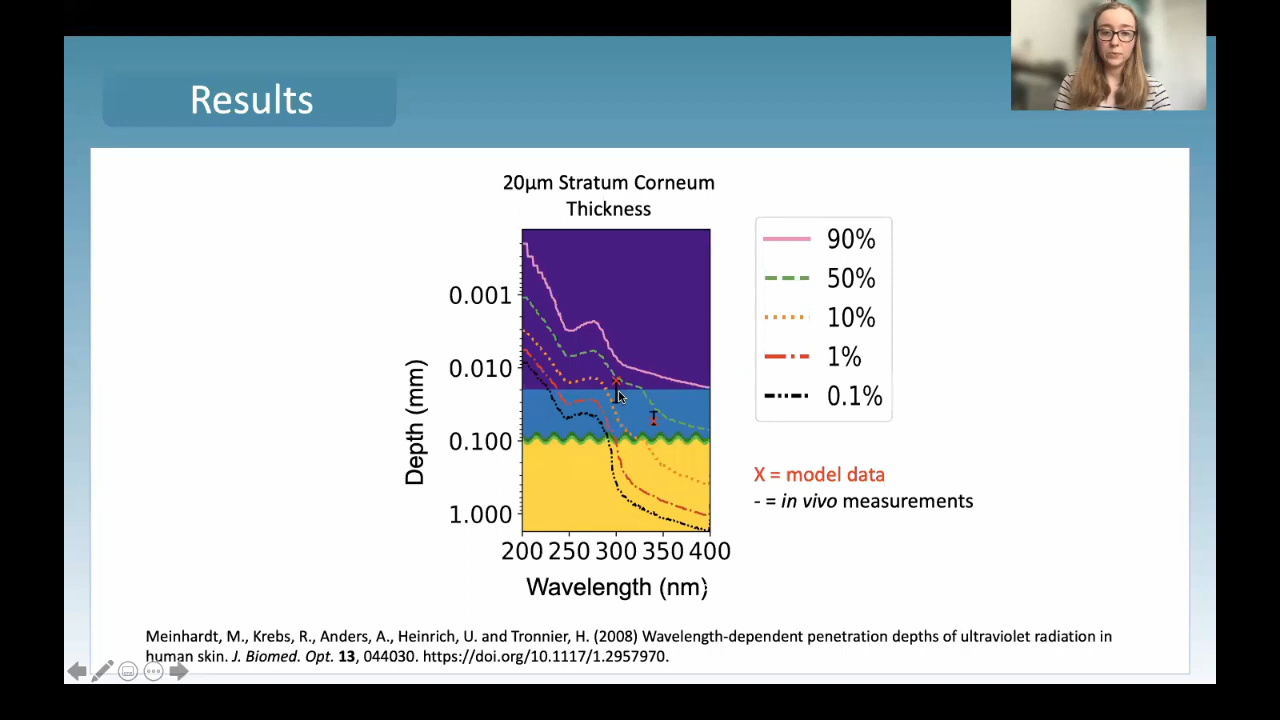 Results
20μm Stratum Corneum
Thickness
90%
50%
10%
1%
0.1%
0.001
0.010
0.100
1.000
Depth (mm)
200 250 300 350 400
Wavelength (nm)
X = model data
- = in vivo measurements
Meinhardt, M., Krebs, R., Anders, A., Heinrich, U. and Tronnier, H. (2008) Wavelength-dependent penetration depths of ultraviolet radiation in
human skin. J. Biomed. Opt. 13, 044030. https://doi.org/10.1117/1.2957970.